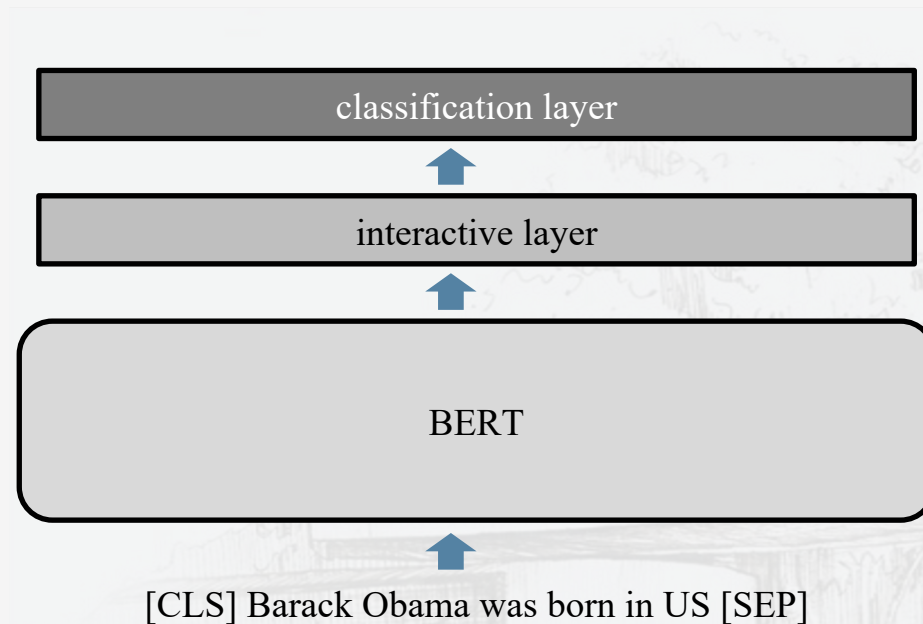 classification layer
interactive layer
BERT
[CLS] Barack Obama was born in US [SEP]